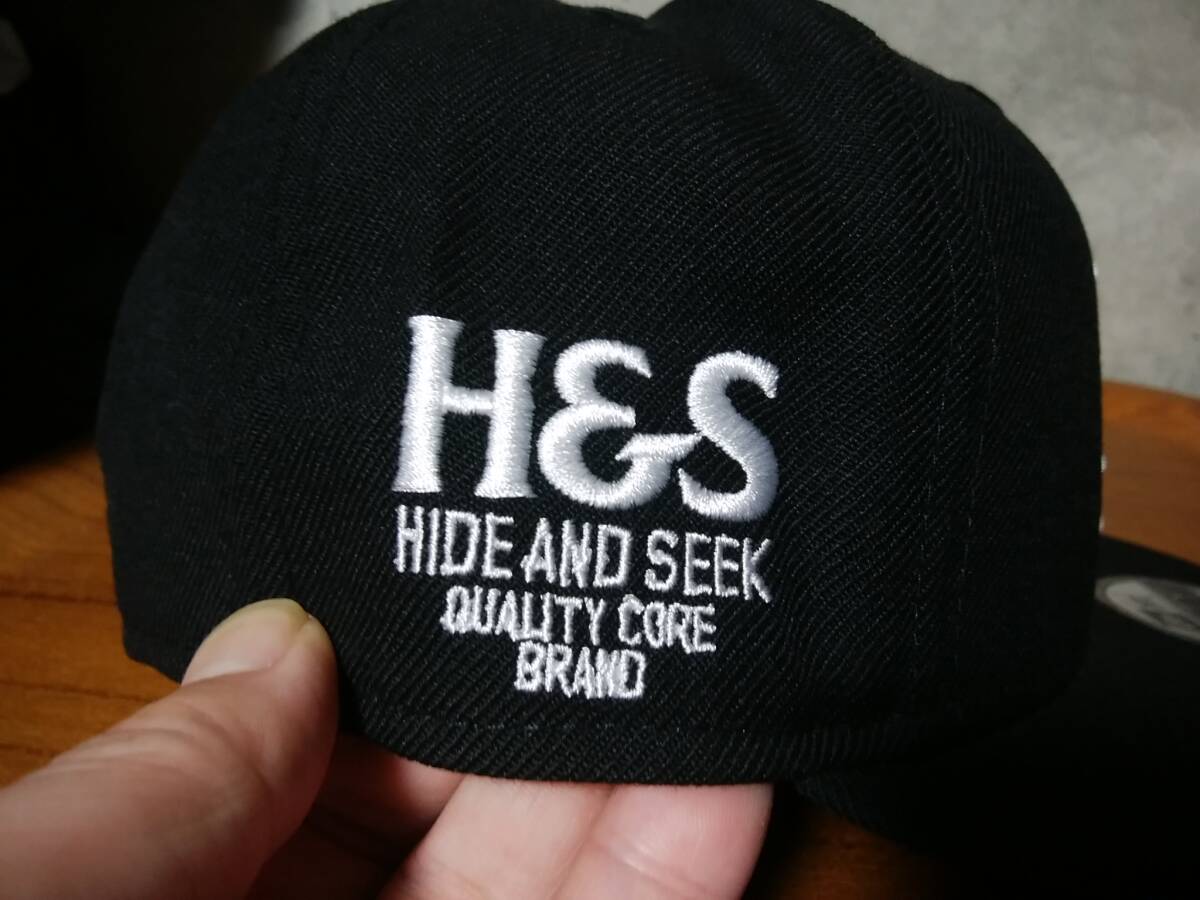 H&S
HIDE AND SEEK
QUALITY CORE
BRAND